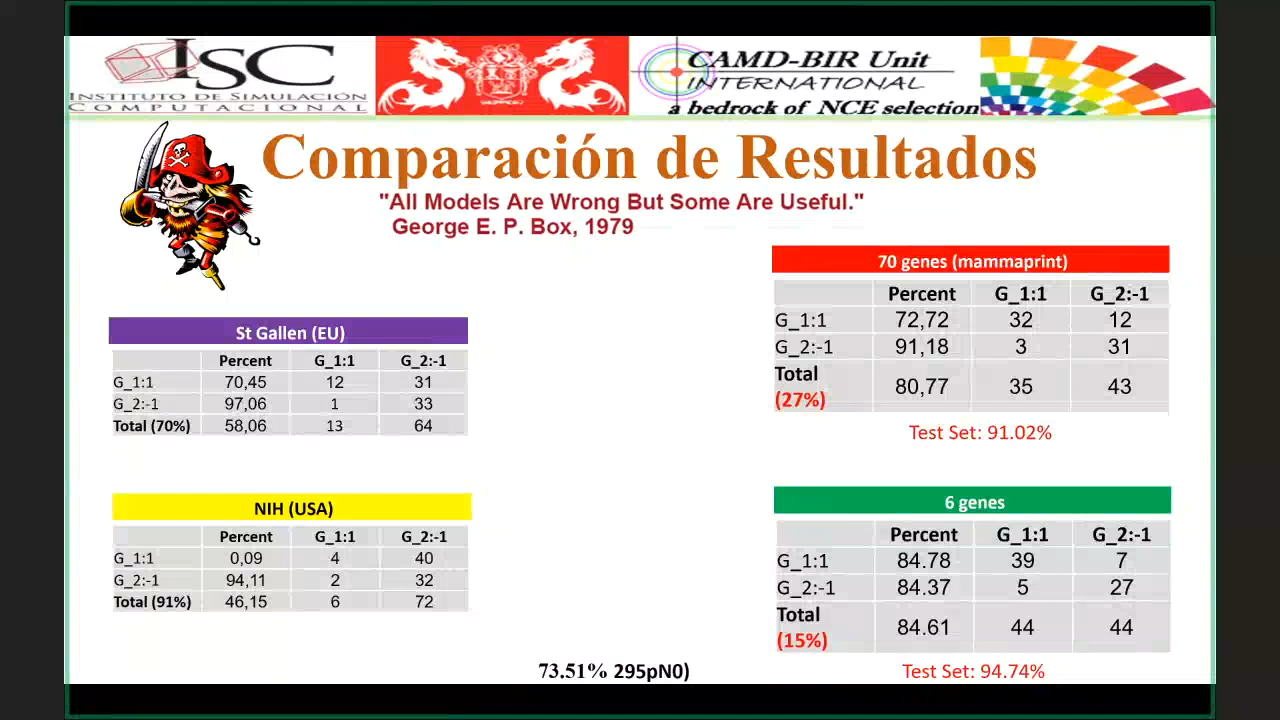 ISC
INSTITUTO DE SIMULACIÓN
COMPUTACIONAL
CAMD-BIR Unit
INTERNATIONAL
a bedrock of NCE selection
Comparación de Resultados
"All Models Are Wrong But Some Are Useful."
George E. P. Box, 1979
St Gallen (EU)
Percent G_1:1 G_2:-1
G_1:1 70,45 12 31
G_2:-1 97,06 1 33
Total (70%) 58,06 13 64
NIH (USA)
Percent G_1:1 G_2:-1
G_1:1 0,09 4 40
G_2:-1 94,11 2 32
Total (91%) 46,15 6 72
70 genes (mammaprint)
Percent G_1:1 G_2:-1
G_1:1 72,72 32 12
G_2:-1 91,18 3 31
Total
(27%) 80,77 35 43
Test Set: 91.02%
6 genes
Percent G_1:1 G_2:-1
G_1:1 84.78 39 7
G_2:-1 84.37 5 27
Total
(15%) 84.61 44 44
Test Set: 94.74%
73.51% 295pN0)